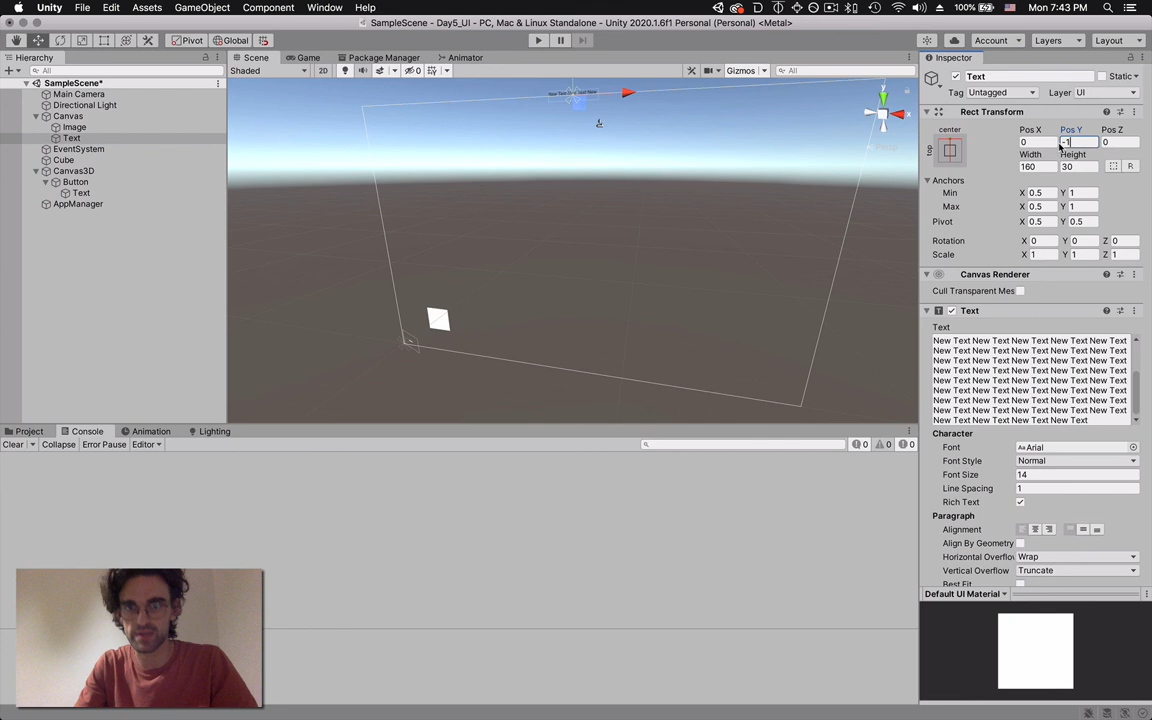 Unity File Edit Assets GameObject Component Window Help
100% Mon 7:43 PM
SampleScene - Day5_UI - PC, Mac & Linux Standalone - Unity 2020.1.6f1 Personal (Personal) <Metal>
Pivot Global Account Layers Layout
Hierarchy
All
SampleScene*
Main Camera
Directional Light
Canvas
Image
Text
EventSystem
Cube
Canvas3D
Button
Text
AppManager
Scene Game Package Manager Animator
Shaded 2D 0 Gizmos All
y
x
Persp
Project Console Animation Lighting
Clear Collapse Error Pause Editor 0 0 0
Inspector
Text Static
Tag Untagged Layer UI
Rect Transform
center
top
Pos X Pos Y Pos Z
0 -1 0
Width Height
160 30 R
Anchors
Min X 0.5 Y 1
Max X 0.5 Y 1
Pivot X 0.5 Y 0.5
Rotation X 0 Y 0 Z 0
Scale X 1 Y 1 Z 1
Canvas Renderer
Cull Transparent Mes
T Text
Text
New Text New Text New Text New Text New Text
New Text New Text New Text New Text New Text
New Text New Text New Text New Text New Text
New Text New Text New Text New Text New Text
New Text New Text New Text New Text New Text
New Text New Text New Text New Text New Text
New Text New Text New Text New Text New Text
New Text New Text New Text New Text New Text
New Text New Text New Text New Text
Character
Font Aa Arial
Font Style Normal
Font Size 14
Line Spacing 1
Rich Text
Paragraph
Alignment
Align By Geometry
Horizontal Overflow Wrap
Vertical Overflow Truncate
Best Fit
Default UI Material